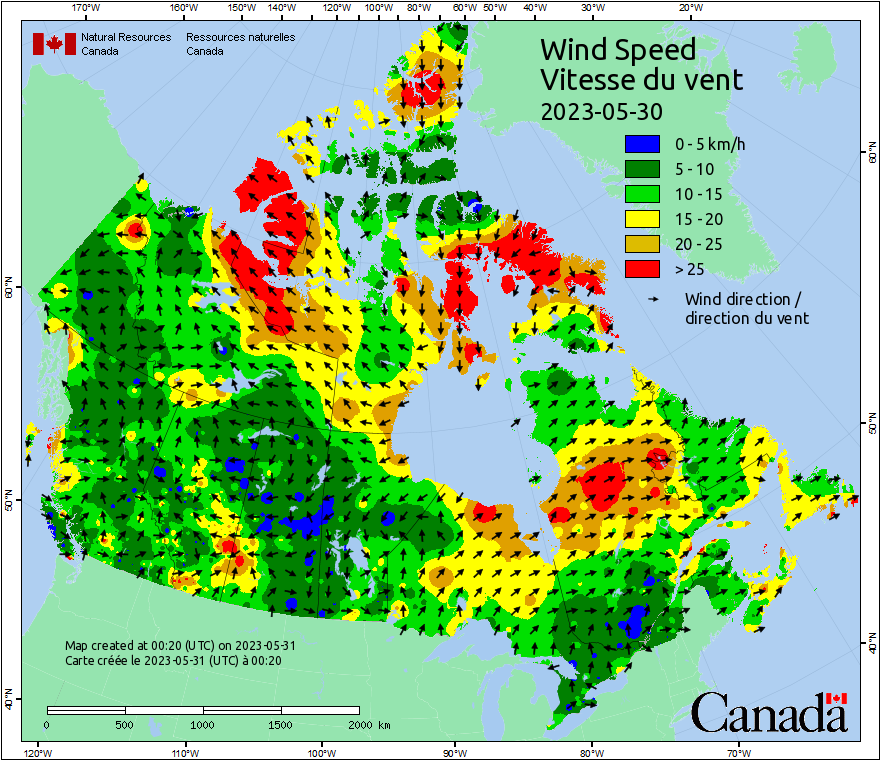 170°W 160°W 150°W 140°W 120°W 100°W 80°W 60°W 50°W 40°W 30°W 20°W
Natural Resources Canada
Ressources naturelles Canada
Wind Speed
Vitesse du vent
2023-05-30
0 - 5 km/h
5 - 10
10 - 15
15 - 20
20 - 25
> 25
Wind direction /
direction du vent
60°N
50°N
40°N
60°N
50°N
40°N
Map created at 00:20 (UTC) on 2023-05-31
Carte créée le 2023-05-31 (UTC) à 00:20
0 500 1000 1500 2000 km
Canada
120°W 110°W 100°W 90°W 80°W 70°W